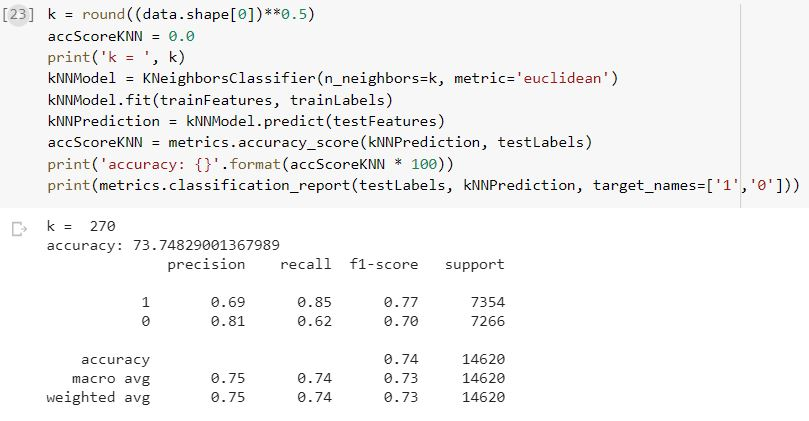 [23] k = round((data.shape[0])**0.5)
accScoreKNN = 0.0
print('k = ', k)
kNNModel = KNeighborsClassifier(n_neighbors=k, metric='euclidean')
kNNModel.fit(trainFeatures, trainLabels)
kNNPrediction = kNNModel.predict(testFeatures)
accScoreKNN = metrics.accuracy_score(kNNPrediction, testLabels)
print('accuracy: {}'.format(accScoreKNN * 100))
print(metrics.classification_report(testLabels, kNNPrediction, target_names=['1','0']))
k =  270
accuracy: 73.74829001367989
precision recall f1-score support
1 0.69 0.85 0.77 7354
0 0.81 0.62 0.70 7266
accuracy 0.74 14620
macro avg 0.75 0.74 0.73 14620
weighted avg 0.75 0.74 0.73 14620